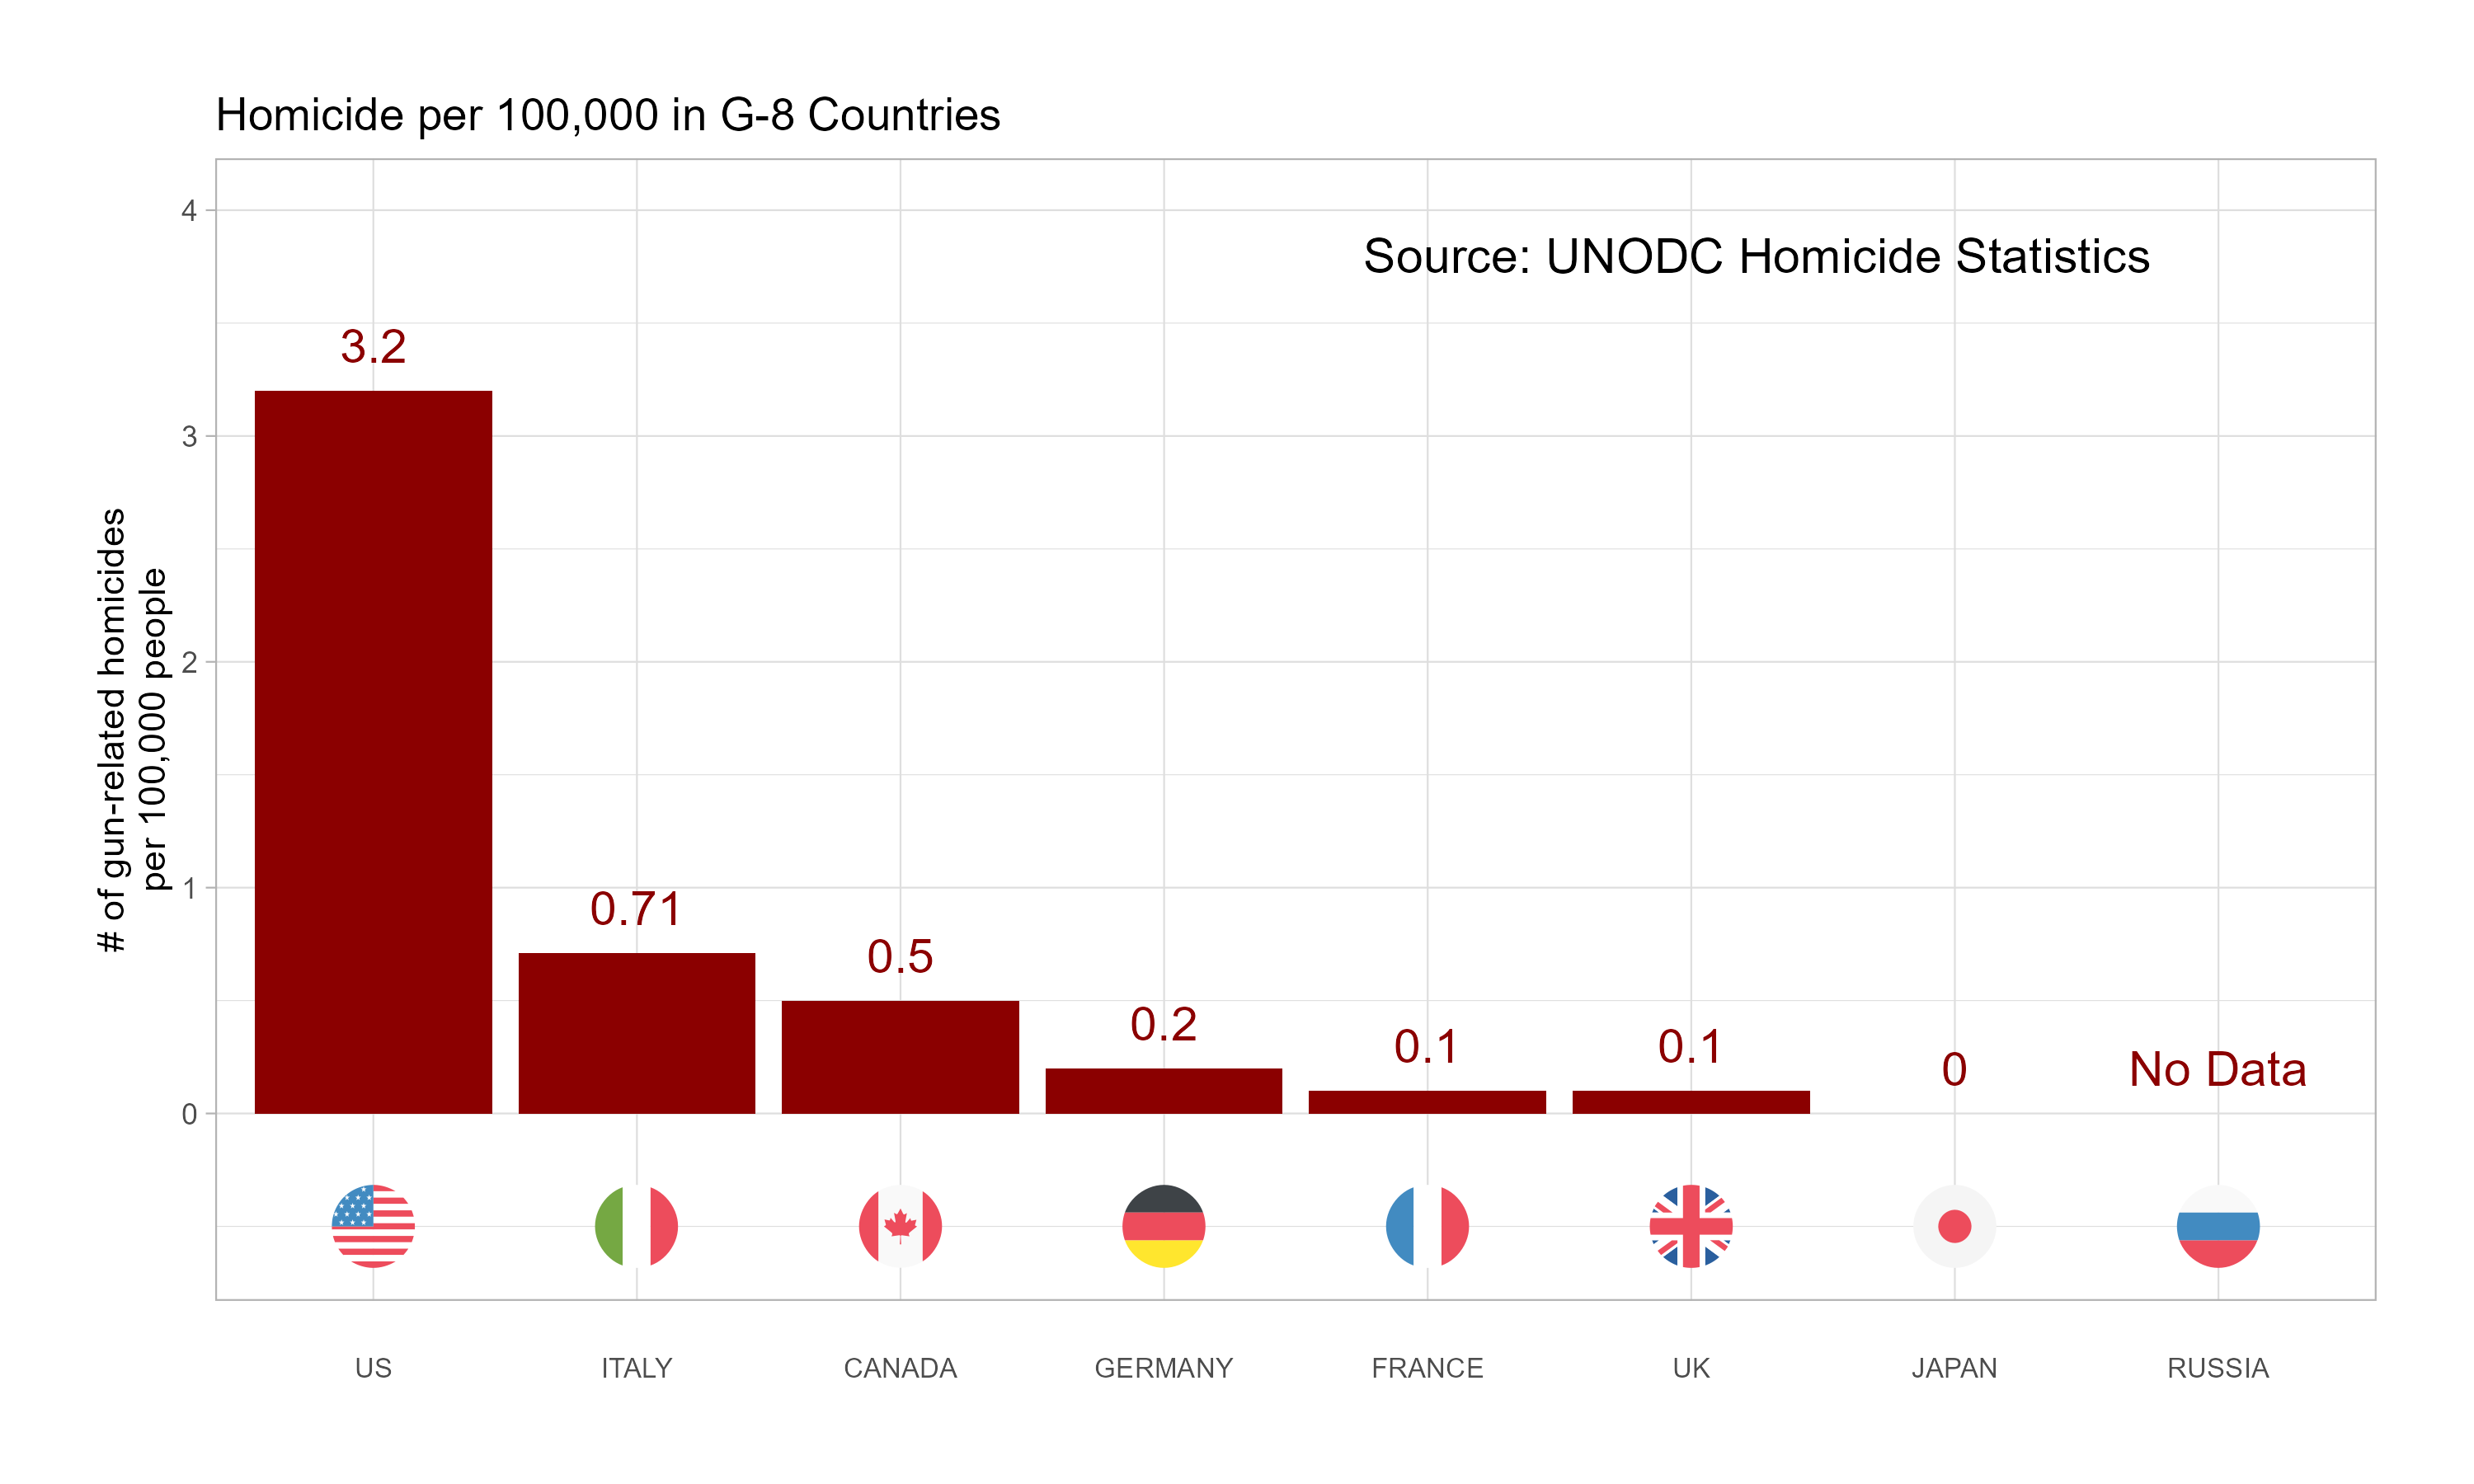 Homicide per 100,000 in G-8 Countries
Source: UNODC Homicide Statistics
# of gun-related homicides
per 100,000 people
4
3
2
1
0
3.2
0.71
0.5
0.2
0.1
0.1
0
No Data
US
ITALY
CANADA
GERMANY
FRANCE
UK
JAPAN
RUSSIA